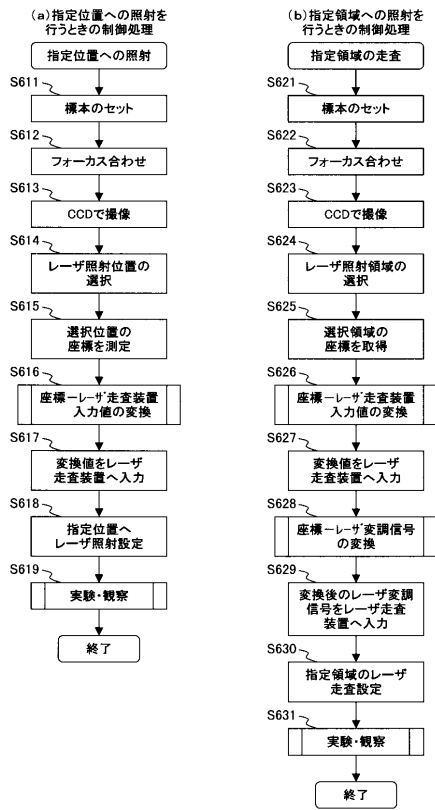 (a)指定位置への照射を
行うときの制御処理
指定位置への照射
S611
標本のセット
S612
フォーカス合わせ
S613
CCDで撮像
S614
レーザ照射位置の
選択
S615
選択位置の
座標を測定
S616
座標ーレーザ走査装置
入力値の変換
S617
変換値をレーザ
走査装置へ入力
S618
指定位置へ
レーザ照射設定
S619
実験・観察
終了
(b)指定領域への照射を
行うときの制御処理
指定領域の走査
S621
標本のセット
S622
フォーカス合わせ
S623
CCDで撮像
S624
レーザ照射領域の
選択
S625
選択領域の
座標を取得
S626
座標ーレーザ走査装置
入力値の変換
S627
変換値をレーザ
走査装置へ入力
S628
座標ーレーザ変調信号
の変換
S629
変換後のレーザ変調
信号をレーザ走査
装置へ入力
S630
指定領域のレーザ
走査設定
S631
実験・観察
終了